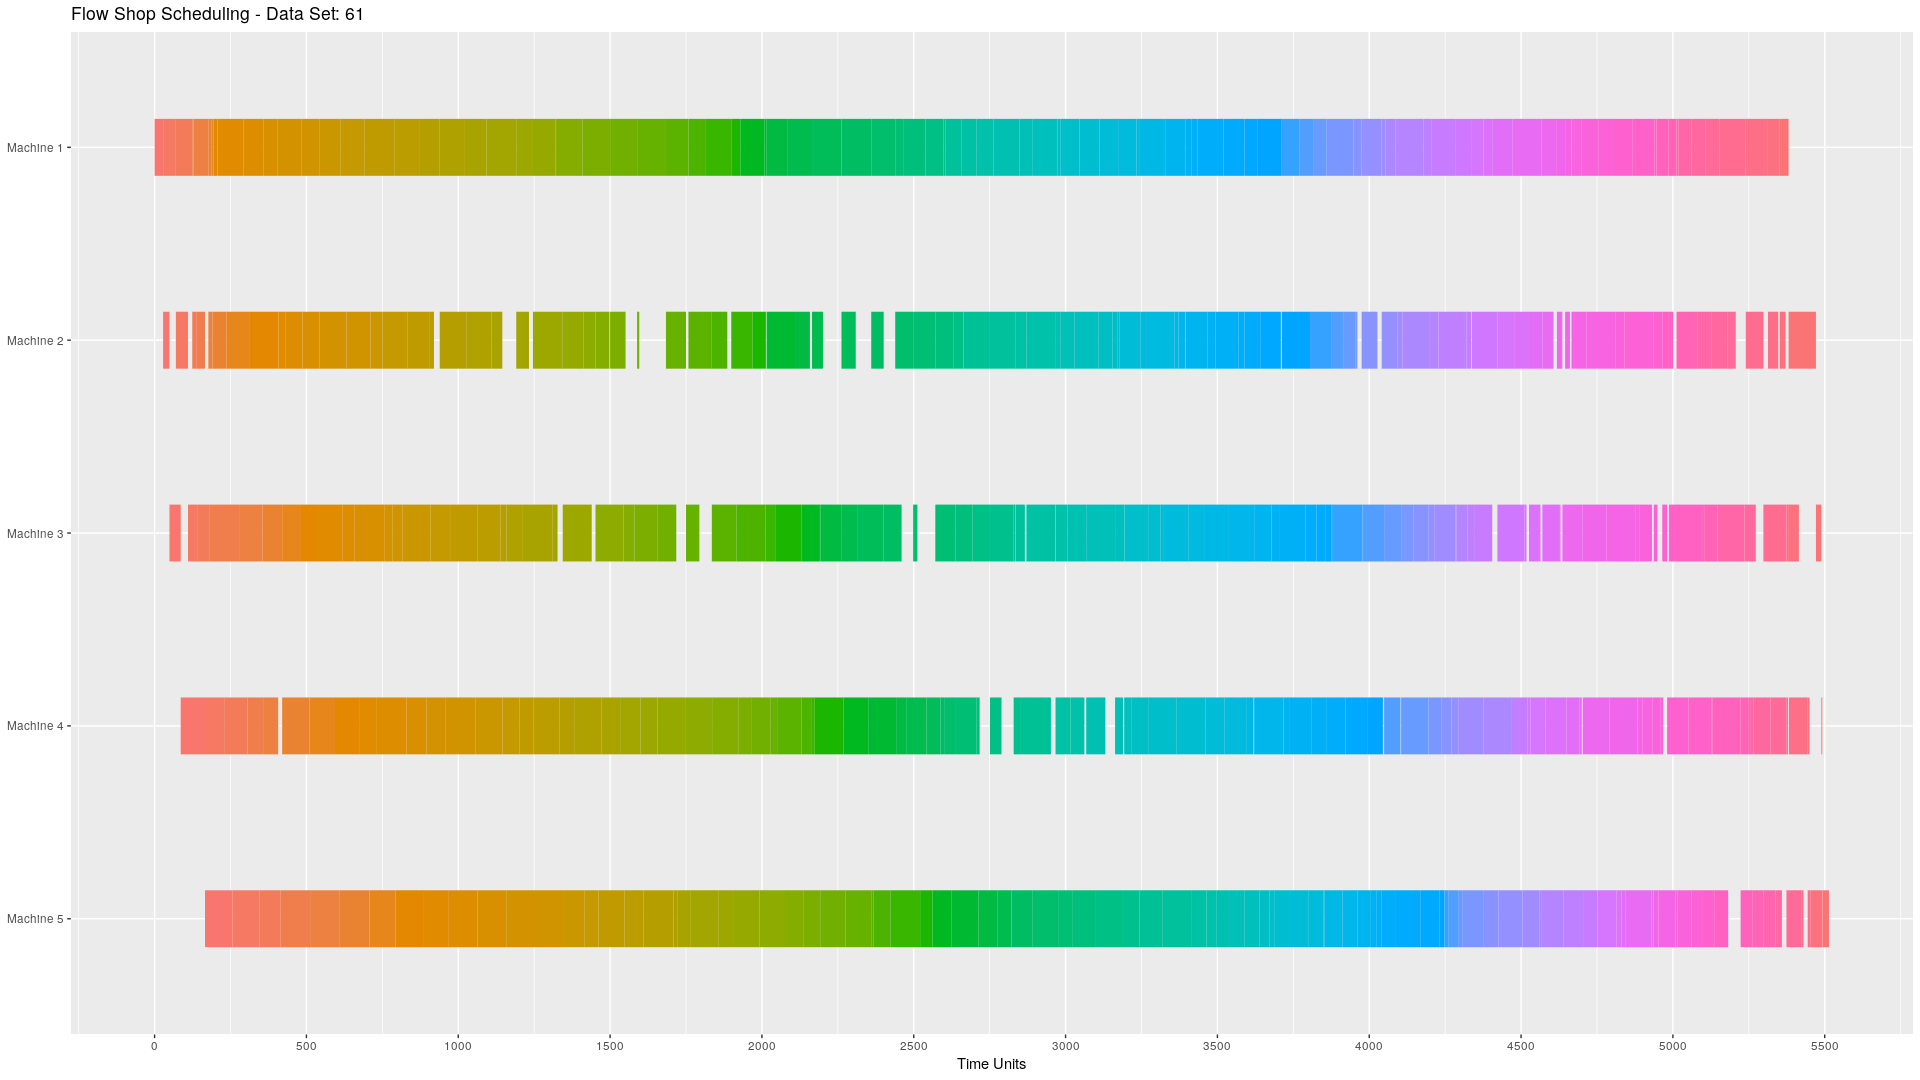 Flow Shop Scheduling - Data Set: 61
Machine 1
Machine 2
Machine 3
Machine 4
Machine 5
0 500 1000 1500 2000 2500 3000 3500 4000 4500 5000 5500
Time Units